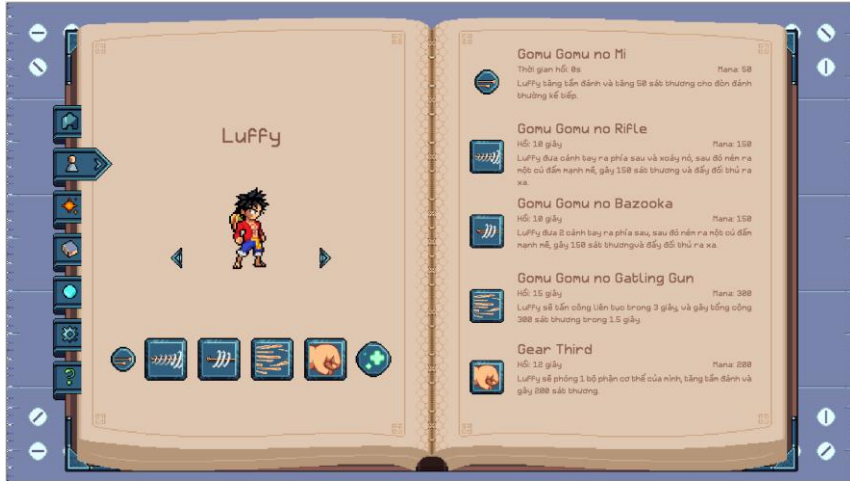 Luffy
Gomu Gomu no Mi
Thời gian hồi: 0s Mana: 50
Luffy tăng tầm đánh và tăng 50 sát thương cho đòn đánh
thường kế tiếp.
Gomu Gomu no Rifle
Hồi: 10 giây Mana: 150
Luffy đưa cánh tay ra phía sau và xoáy nó, sau đó nén ra
một cú đấm mạnh mẽ, gây 150 sát thương và đẩy đối thủ ra
xa.
Gomu Gomu no Bazooka
Hồi: 10 giây Mana: 150
Luffy đưa 2 cánh tay ra phía sau, sau đó nén ra một cú đấm
mạnh mẽ, gây 150 sát thươngvà đẩy đối thủ ra xa.
Gomu Gomu no Gatling Gun
Hồi: 15 giây Mana: 300
Luffy sẽ tấn công liên tục trong 3 giây, và gây tổng cộng
300 sát thương trong 1.5 giây
Gear Third
Hồi: 12 giây Mana: 200
Luffy sẽ phóng 1 bộ phận cơ thể của mình, tăng tầm đánh và
gây 200 sát thương.
?